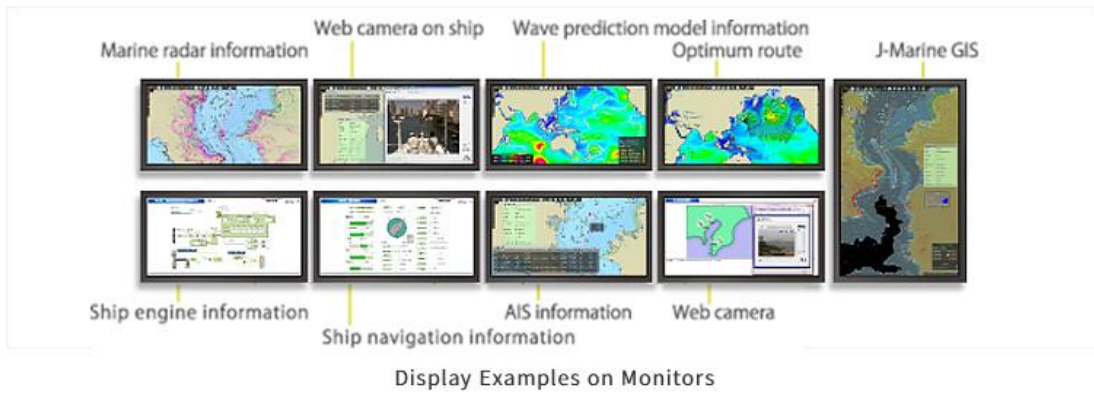 Web camera on ship
Wave prediction model information
Marine radar information
Optimum route
J-Marine GIS
Ship engine information
AIS information
Web camera
Ship navigation information
Display Examples on Monitors